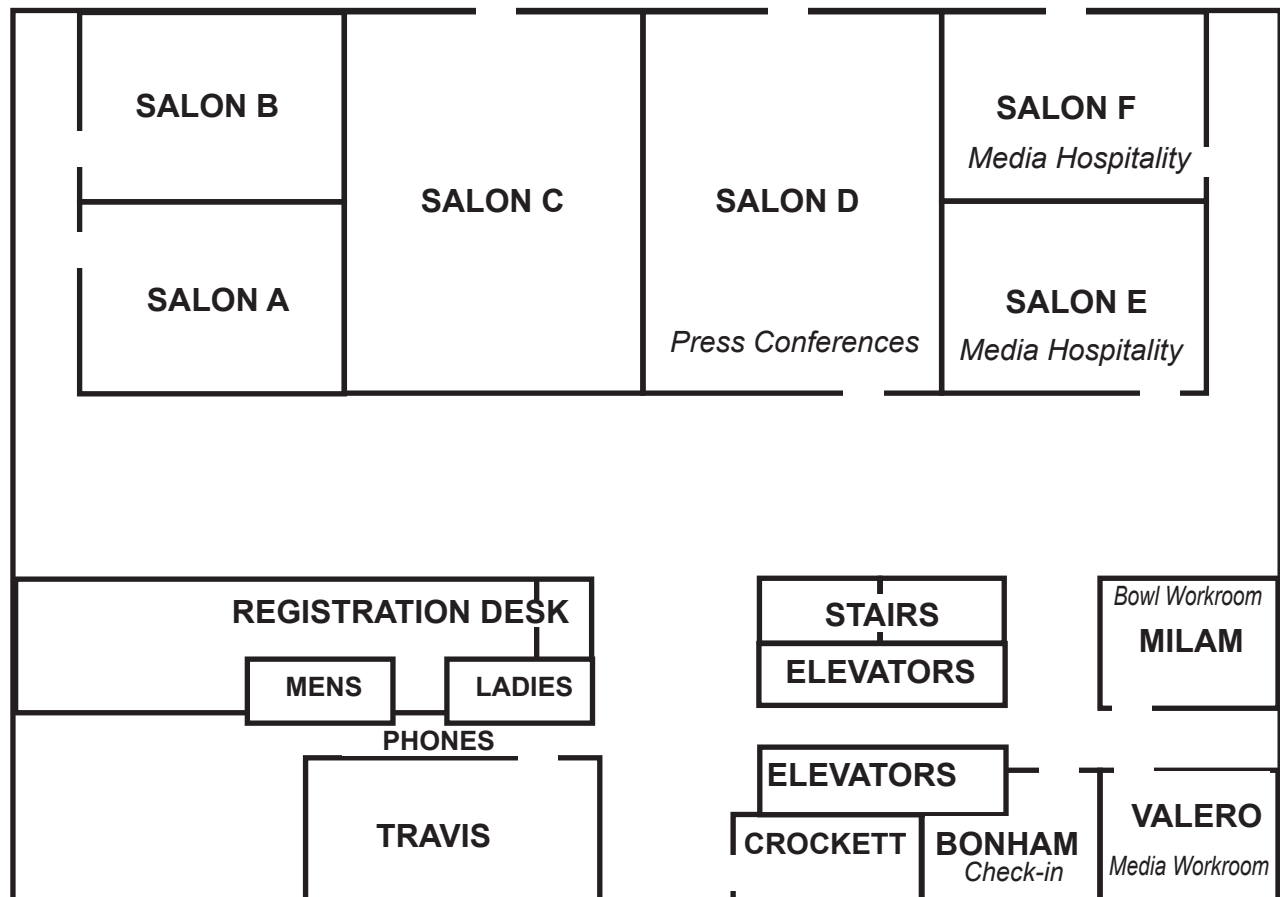 SALON B
SALON F
Media Hospitality
SALON C
SALON D
SALON A
SALON E
Press Conferences
Media Hospitality
REGISTRATION DESK
STAIRS
Bowl Workroom
MILAM
ELEVATORS
MENS
LADIES
PHONES
ELEVATORS
TRAVIS
CROCKETT
BONHAM
Check-in
VALERO
Media Workroom